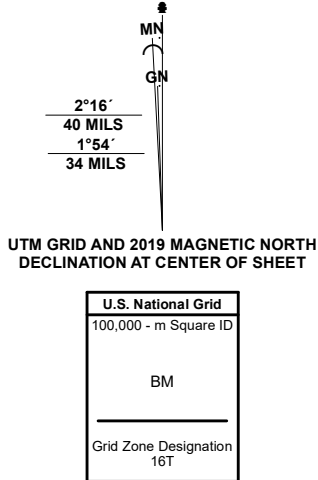 MN
GN
2°16´
40 MILS
1°54´
34 MILS
UTM GRID AND 2019 MAGNETIC NORTH
DECLINATION AT CENTER OF SHEET
U.S. National Grid
100,000 - m Square ID
BM
Grid Zone Designation
16T